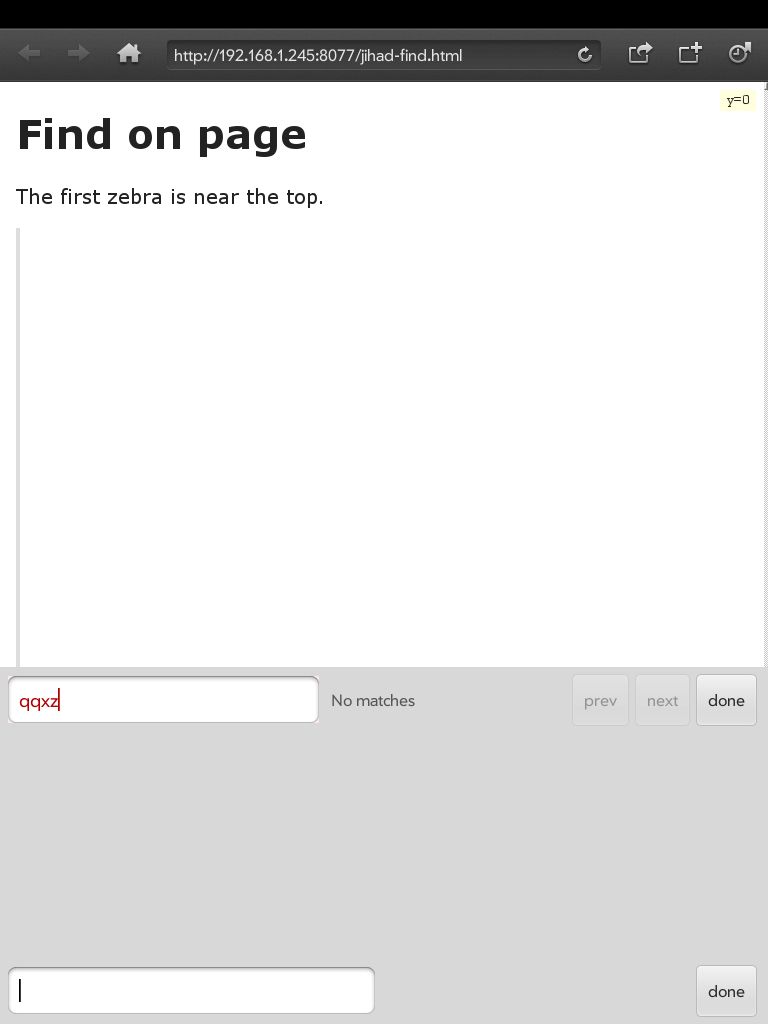 http://192.168.1.245:8077/jihad-find.html
y=0
Find on page
The first zebra is near the top.
qqxz
No matches
prev
next
done
done